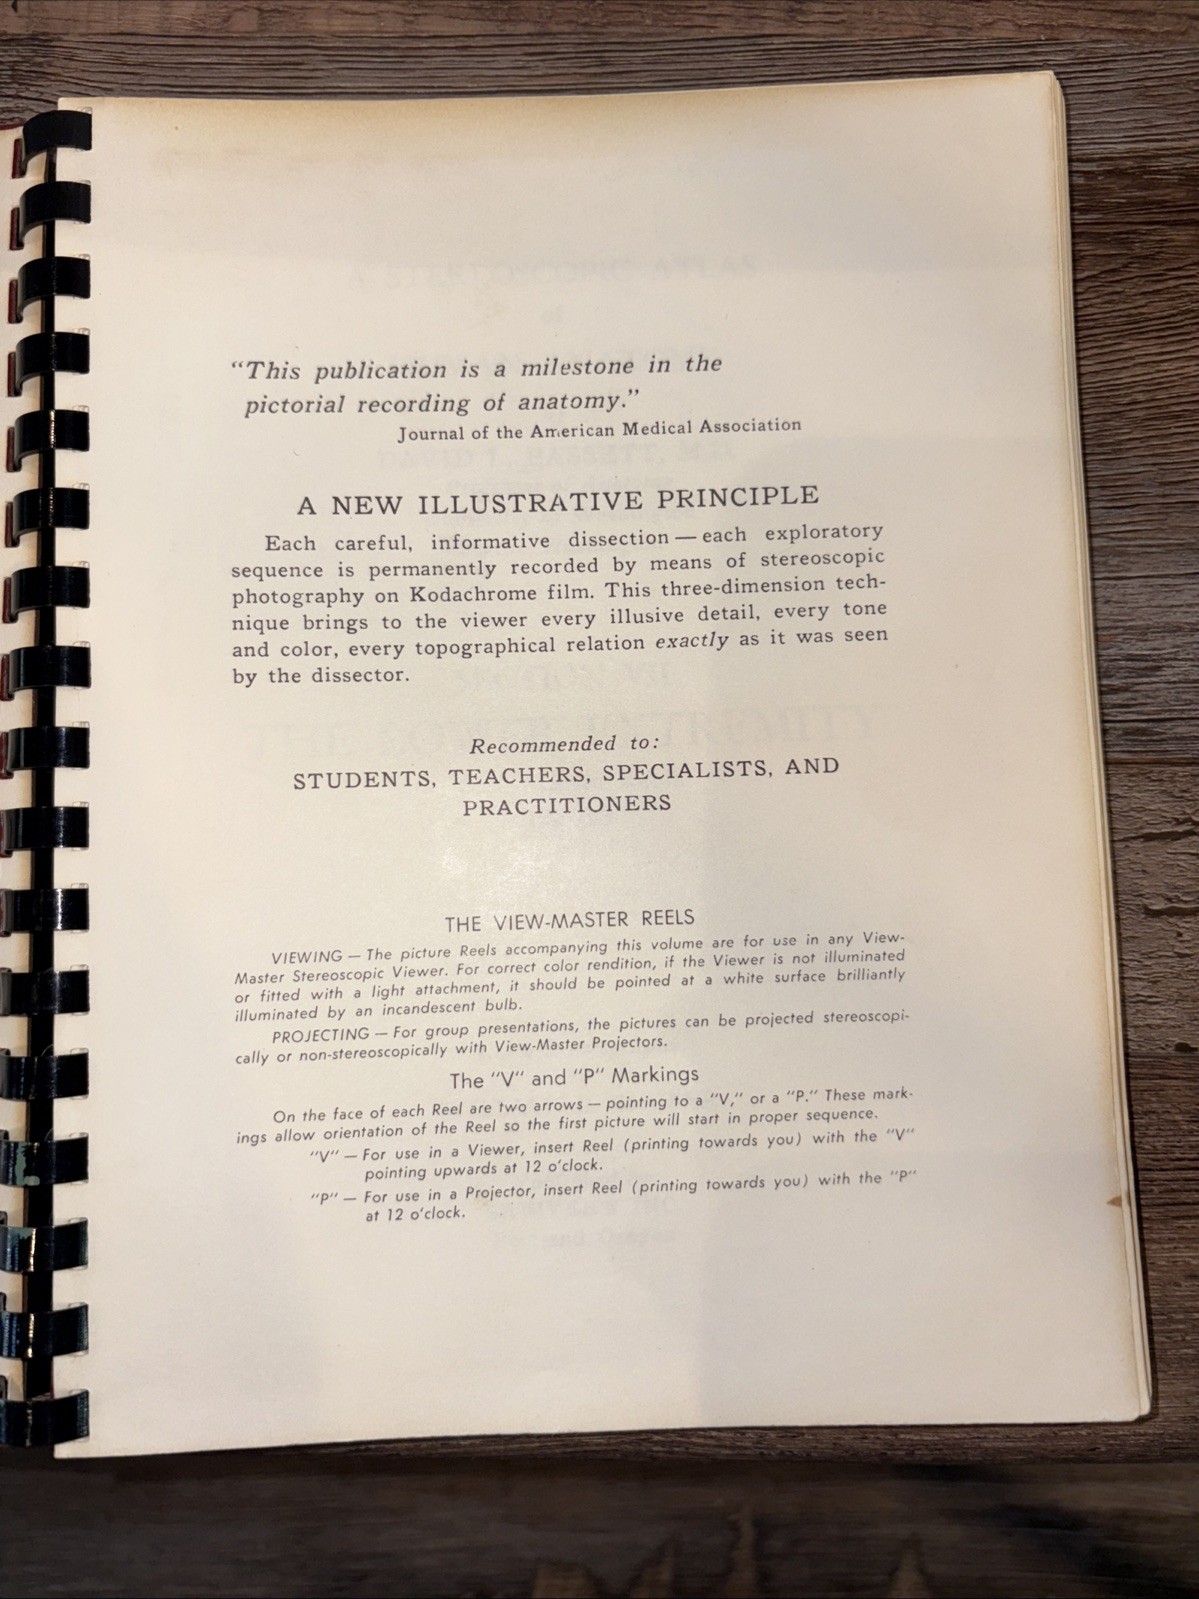 “This publication is a milestone in the
pictorial recording of anatomy.”
Journal of the American Medical Association
A NEW ILLUSTRATIVE PRINCIPLE
Each careful, informative dissection — each exploratory
sequence is permanently recorded by means of stereoscopic
photography on Kodachrome film. This three-dimension tech-
nique brings to the viewer every illusive detail, every tone
and color, every topographical relation exactly as it was seen
by the dissector.
Recommended to:
STUDENTS, TEACHERS, SPECIALISTS, AND
PRACTITIONERS
THE VIEW-MASTER REELS
VIEWING — The picture Reels accompanying this volume are for use in any View-
Master Stereoscopic Viewer. For correct color rendition, if the Viewer is not illuminated
or fitted with a light attachment, it should be pointed at a white surface brilliantly
illuminated by an incandescent bulb.
PROJECTING — For group presentations, the pictures can be projected stereoscopi-
cally or non-stereoscopically with View-Master Projectors.
The “V” and “P” Markings
On the face of each Reel are two arrows — pointing to a “V,” or a “P.” These mark-
ings allow orientation of the Reel so the first picture will start in proper sequence.
“V” — For use in a Viewer, insert Reel (printing towards you) with the “V”
pointing upwards at 12 o’clock.
“P” — For use in a Projector, insert Reel (printing towards you) with the “P”
at 12 o’clock.